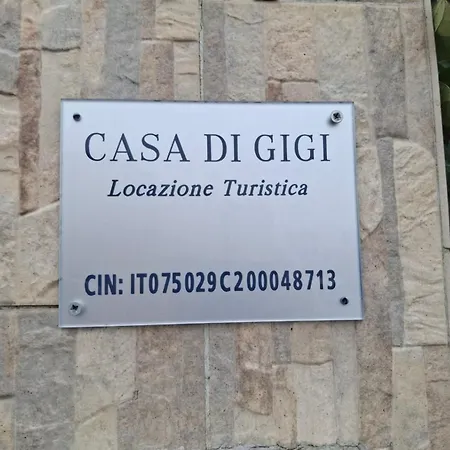 CASA DI GIGI
Locazione Turistica
CIN: IT075029C200048713